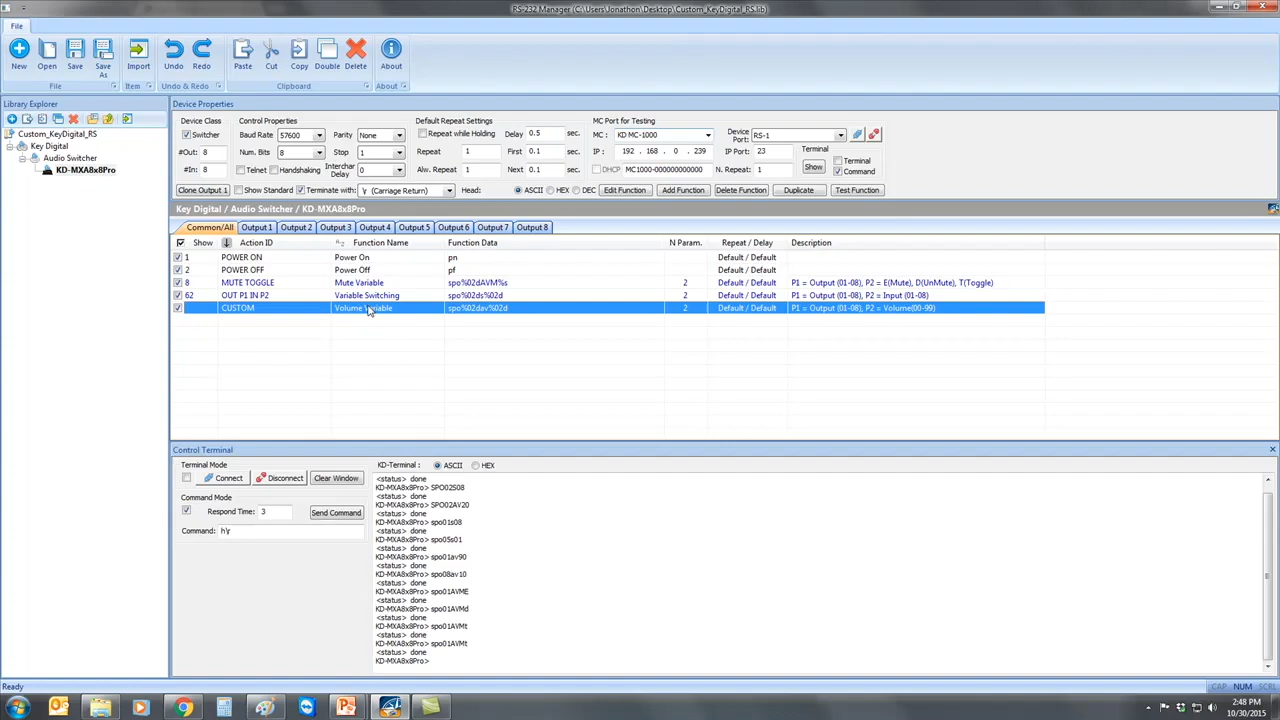 RS-232 Manager (C:\Users\Jonathon\Desktop\Custom_KeyDigital_RS.lib)
File
New Open Save Save As Import Undo Redo Paste Cut Copy Double Delete About
File Item Undo & Redo Clipboard About
Library Explorer
Custom_KeyDigital_RS
Key Digital
Audio Switcher
KD-MXA8x8Pro
Device Properties
Device Class Control Properties Default Repeat Settings MC Port for Testing
Switcher Baud Rate 57600 Parity None Repeat while Holding Delay 0.5 sec. MC : KD MC-1000 Device Port: RS-1
#Out: 8 Num. Bits 8 Stop 1 Repeat 1 First 0.1 sec. IP : 192 . 168 . 0 . 239 IP Port: 23 Terminal
#In: 8 Telnet Handshaking Interchar Delay 0 Alw. Repeat 1 Next 0.1 sec. DHCP MC1000-000000000000 N. Repeat: 1 Show Terminal Command
Clone Output 1 Show Standard Terminate with: \r (Carriage Return) Head: ASCII HEX DEC Edit Function Add Function Delete Function Duplicate Test Function
Key Digital / Audio Switcher / KD-MXA8x8Pro
Common/All Output 1 Output 2 Output 3 Output 4 Output 5 Output 6 Output 7 Output 8
Show Action ID Function Name Function Data N Param. Repeat / Delay Description
1 POWER ON Power On pn Default / Default
2 POWER OFF Power Off pf Default / Default
8 MUTE TOGGLE Mute Variable spo%02dAVM%s 2 Default / Default P1 = Output (01-08), P2 = E(Mute), D(UnMute), T(Toggle)
62 OUT P1 IN P2 Variable Switching spo%02ds%02d 2 Default / Default P1 = Output (01-08), P2 = Input (01-08)
CUSTOM Volume Variable spo%02dav%02d 2 Default / Default P1 = Output (01-08), P2 = Volume(00-99)
Control Terminal
Terminal Mode KD-Terminal : ASCII HEX
Connect Disconnect Clear Window
Command Mode
Respond Time: 3 Send Command
Command: h\r
<status> done
KD-MXA8x8Pro> SPO02S08
<status> done
KD-MXA8x8Pro> SPO02AV20
<status> done
KD-MXA8x8Pro> spo01s08
<status> done
KD-MXA8x8Pro> spo05s01
<status> done
KD-MXA8x8Pro> spo01av90
<status> done
KD-MXA8x8Pro> spo08av10
<status> done
KD-MXA8x8Pro> spo01AVME
<status> done
KD-MXA8x8Pro> spo01AVMd
<status> done
KD-MXA8x8Pro> spo01AVMt
<status> done
KD-MXA8x8Pro> spo01AVMt
<status> done
KD-MXA8x8Pro>
Ready CAP NUM SCRL
2:48 PM
10/30/2015